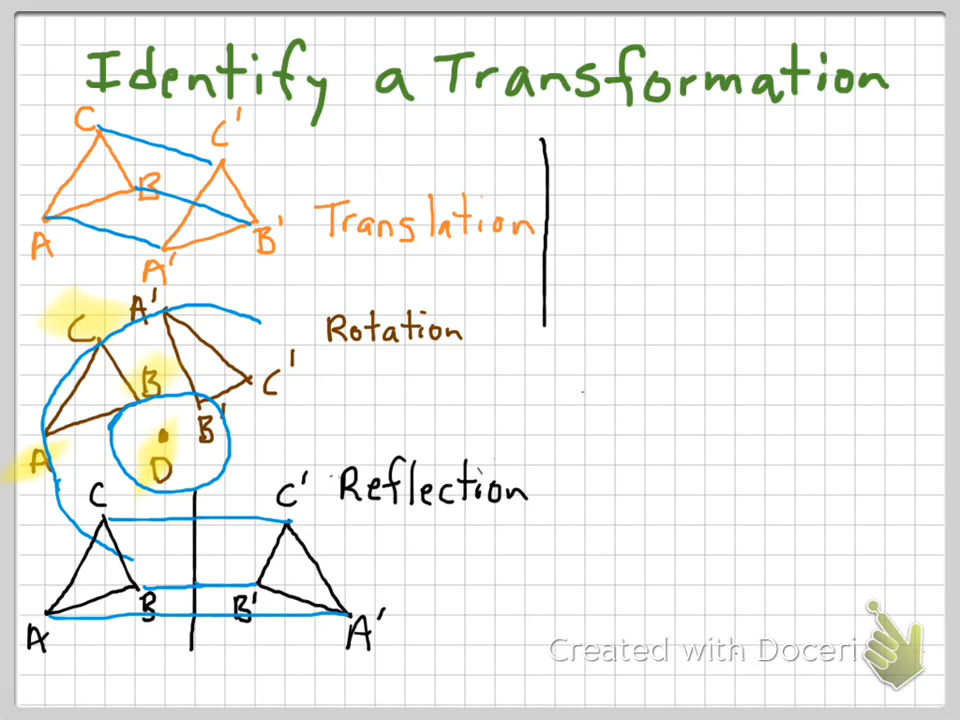 Identify a Transformation
C C'
B
Translation
A A' B'
A'
C Rotation
B C'
B'
A D
C C' Reflection
B B'
A A'
Created with Doceri